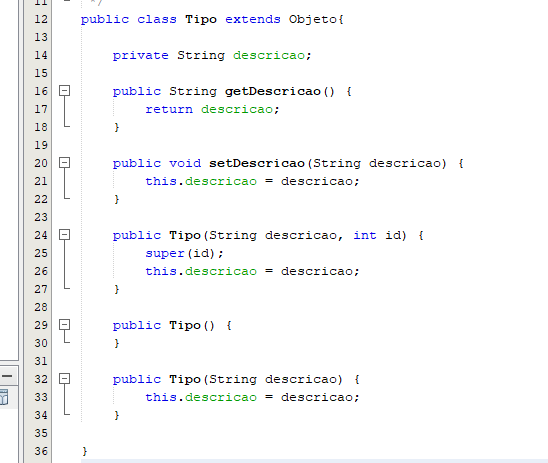 11 */
12 public class Tipo extends Objeto{
13
14 private String descricao;
15
16 public String getDescricao() {
17 return descricao;
18 }
19
20 public void setDescricao(String descricao) {
21 this.descricao = descricao;
22 }
23
24 public Tipo(String descricao, int id) {
25 super(id);
26 this.descricao = descricao;
27 }
28
29 public Tipo() {
30 }
31
32 public Tipo(String descricao) {
33 this.descricao = descricao;
34 }
35
36 }